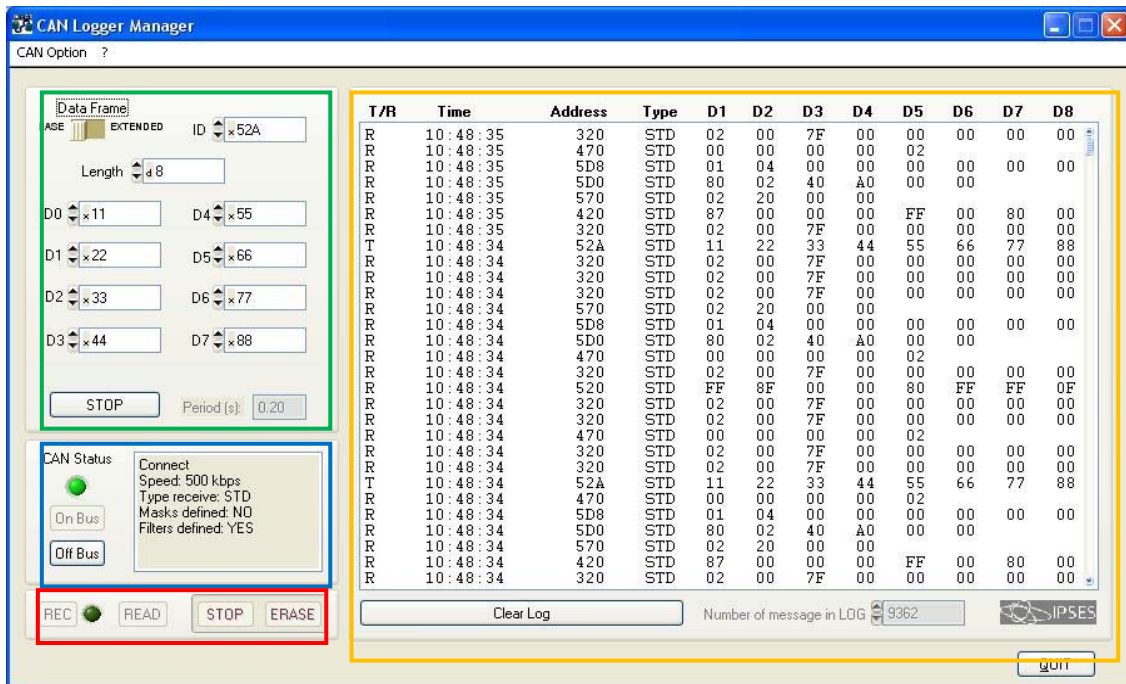 CAN Logger Manager
CAN Option ?
Data Frame
ASE EXTENDED ID x52A
Length d 8
D0 x11 D4 x55
D1 x22 D5 x66
D2 x33 D6 x77
D3 x44 D7 x88
STOP Period (s): 0.20
CAN Status
Connect
Speed: 500 kbps
Type receive: STD
Masks defined: NO
Filters defined: YES
On Bus
Off Bus
REC READ STOP ERASE
T/R Time Address Type D1 D2 D3 D4 D5 D6 D7 D8
R 10:48:35 320 STD 02 00 7F 00 00 00 00 00
R 10:48:35 470 STD 00 00 00 00 02
R 10:48:35 5D8 STD 01 04 00 00 00 00 00 00
R 10:48:35 5D0 STD 80 02 40 A0 00 00
R 10:48:35 570 STD 02 20 00 00
R 10:48:35 420 STD 87 00 00 00 FF 00 80 00
R 10:48:35 320 STD 02 00 7F 00 00 00 00 00
T 10:48:34 52A STD 11 22 33 44 55 66 77 88
R 10:48:34 320 STD 02 00 7F 00 00 00 00 00
R 10:48:34 320 STD 02 00 7F 00 00 00 00 00
R 10:48:34 320 STD 02 00 7F 00 00 00 00 00
R 10:48:34 570 STD 02 20 00 00
R 10:48:34 5D8 STD 01 04 00 00 00 00 00 00
R 10:48:34 5D0 STD 80 02 40 A0 00 00
R 10:48:34 470 STD 00 00 00 00 02
R 10:48:34 320 STD 02 00 7F 00 00 00 00 00
R 10:48:34 520 STD FF 8F 00 00 80 FF FF 0F
R 10:48:34 320 STD 02 00 7F 00 00 00 00 00
R 10:48:34 320 STD 02 00 7F 00 00 00 00 00
R 10:48:34 470 STD 00 00 00 00 02
R 10:48:34 320 STD 02 00 7F 00 00 00 00 00
R 10:48:34 320 STD 02 00 7F 00 00 00 00 00
T 10:48:34 52A STD 11 22 33 44 55 66 77 88
R 10:48:34 470 STD 00 00 00 00 02
R 10:48:34 5D8 STD 01 04 00 00 00 00 00 00
R 10:48:34 5D0 STD 80 02 40 A0 00 00
R 10:48:34 570 STD 02 20 00 00
R 10:48:34 420 STD 87 00 00 00 FF 00 80 00
R 10:48:34 320 STD 02 00 7F 00 00 00 00 00
Clear Log Number of message in LOG 9362 IPSES
QUIT